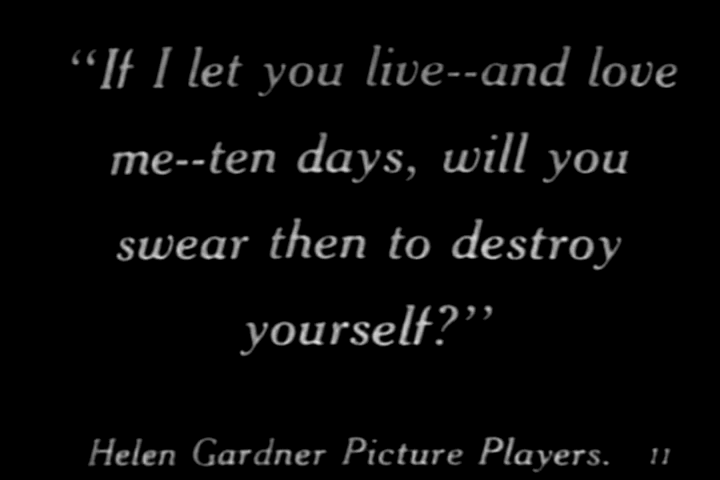 “If I let you live--and love
me--ten days, will you
swear then to destroy
yourself?”
Helen Gardner Picture Players. 11